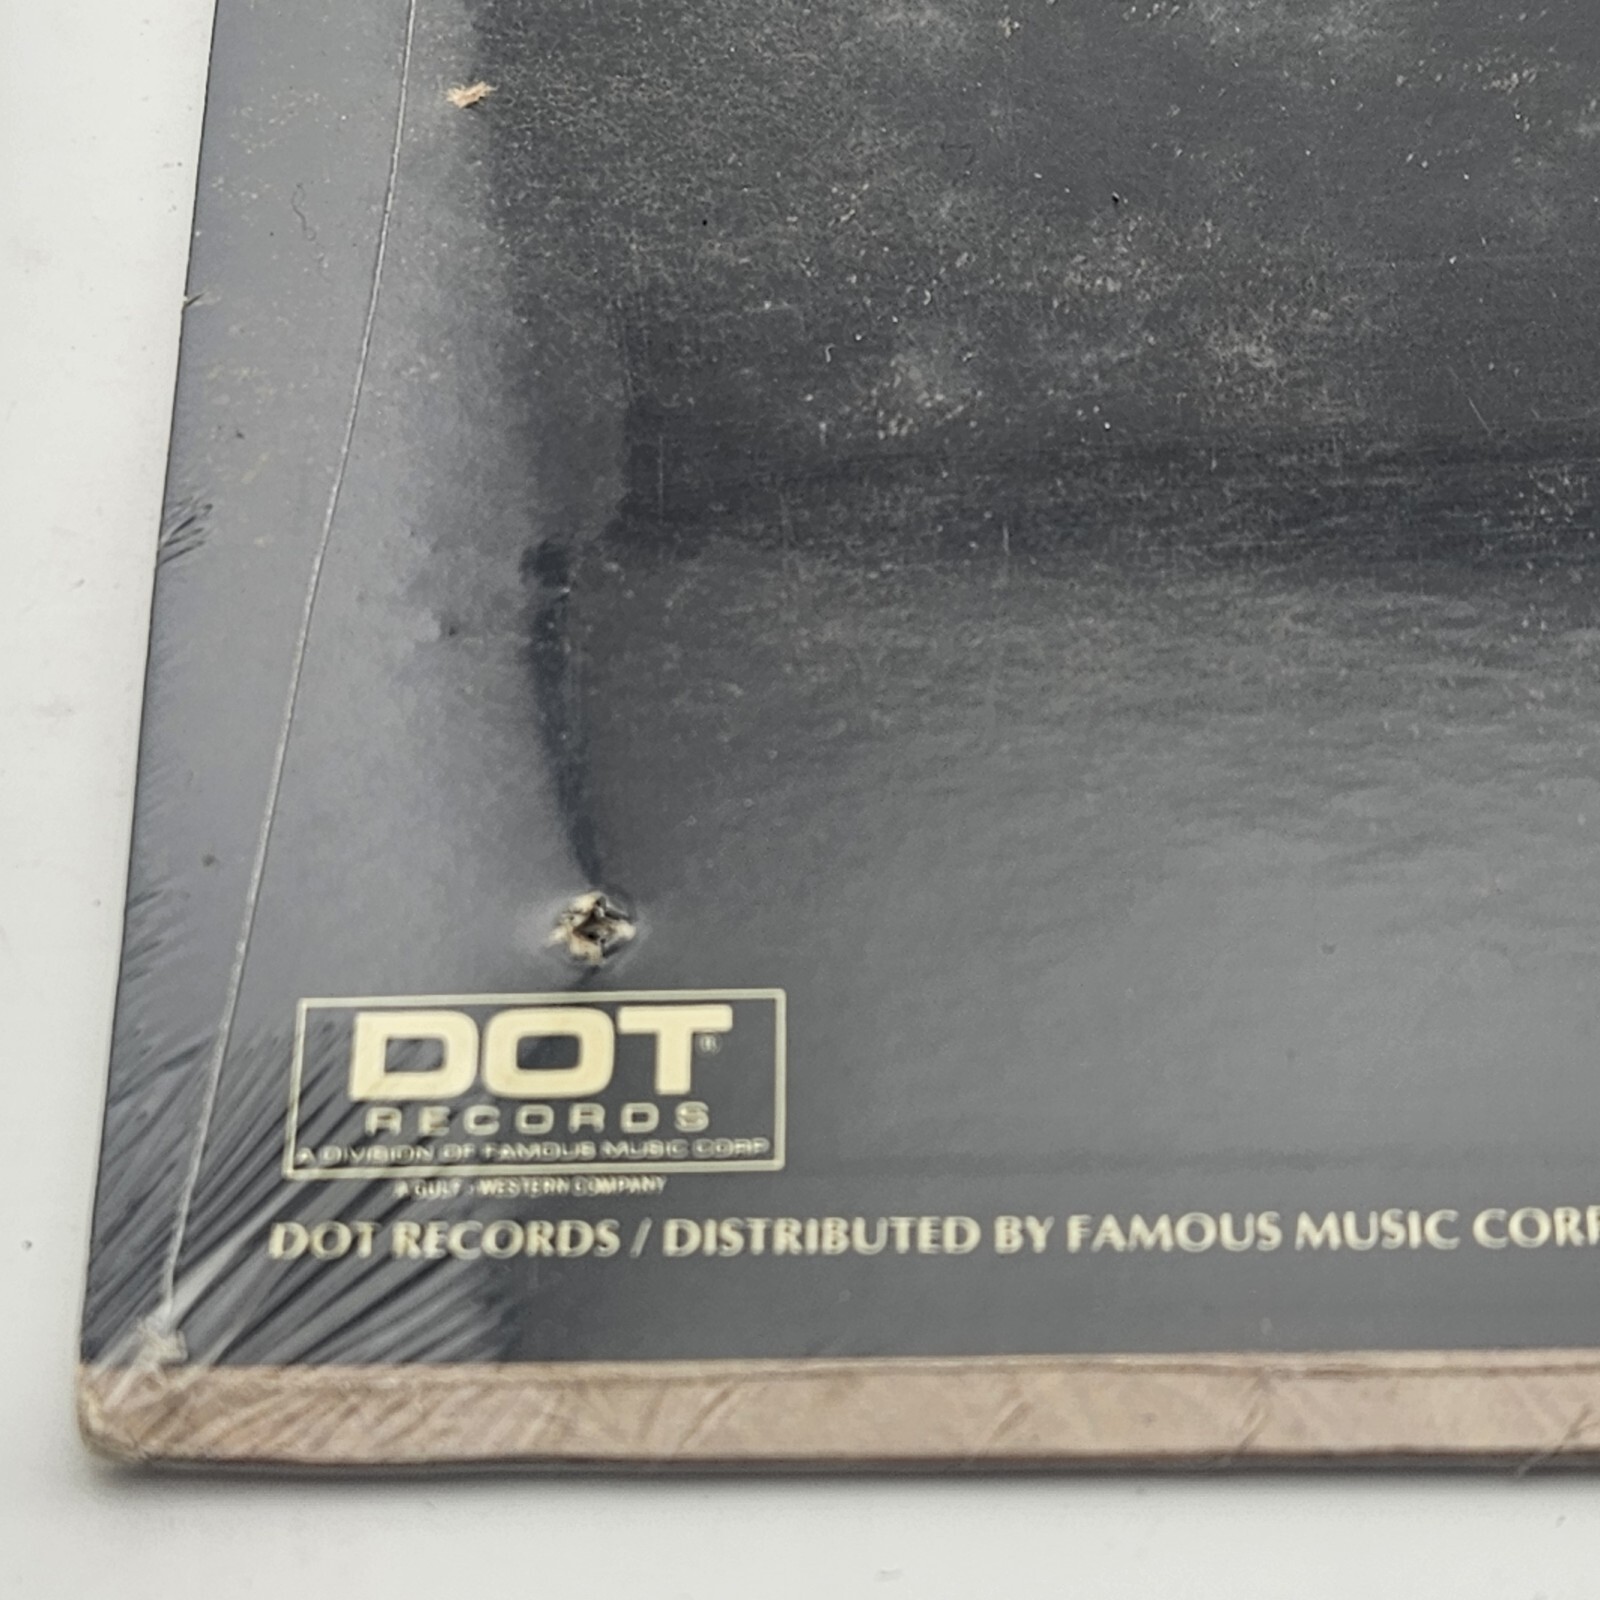 DOT®
RECORDS
A DIVISION OF FAMOUS MUSIC CORP
A GULF + WESTERN COMPANY
DOT RECORDS / DISTRIBUTED BY FAMOUS MUSIC CORP